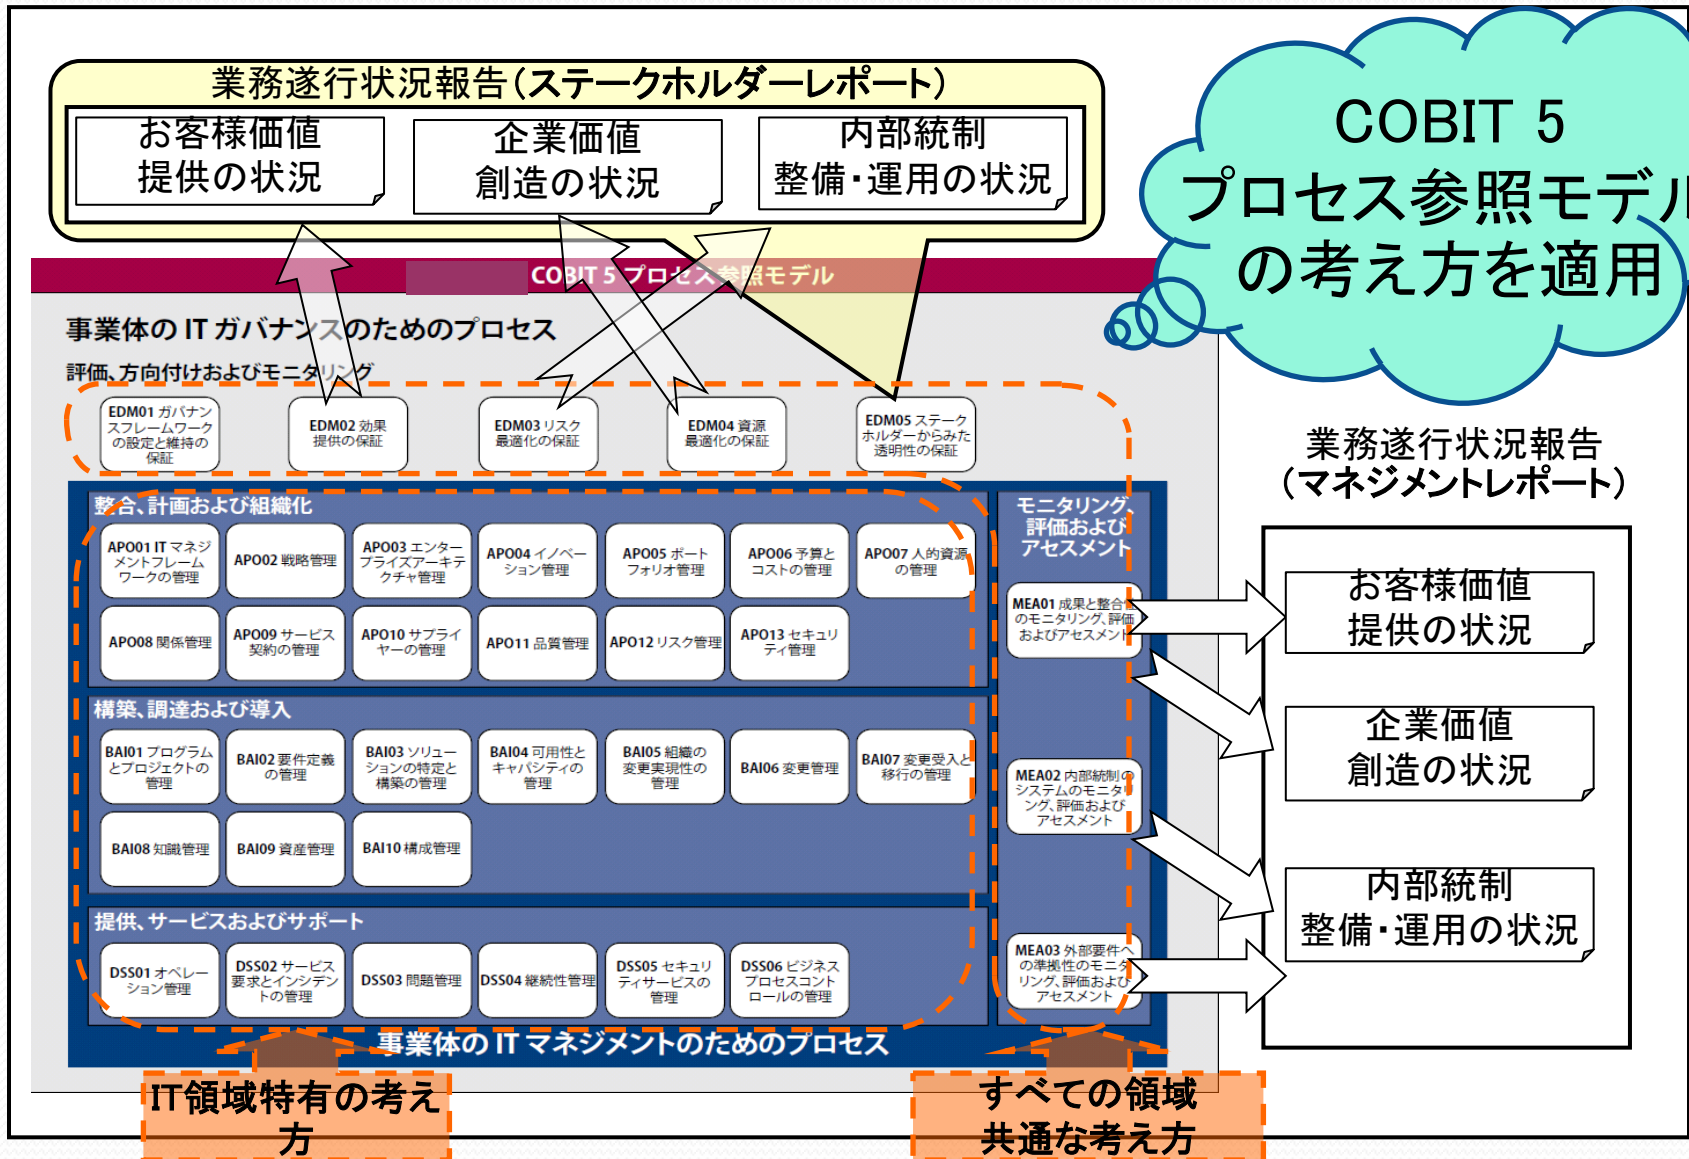 業務遂行状況報告(ステークホルダーレポート)
お客様価値
提供の状況
企業価値
創造の状況
内部統制
整備・運用の状況
COBIT 5
プロセス参照モデル
の考え方を適用
COBIT 5 プロセス参照モデル
事業体の IT ガバナンスのためのプロセス
評価、方向付けおよびモニタリング
EDM01 ガバナン
スフレームワーク
の設定と維持の
保証
EDM02 効果
提供の保証
EDM03 リスク
最適化の保証
EDM04 資源
最適化の保証
EDM05 ステーク
ホルダーからみた
透明性の保証
整合、計画および組織化
APO01 IT マネジ
メントフレーム
ワークの管理
APO02 戦略管理
APO03 エンター
プライズアーキテ
クチャ管理
APO04 イノベー
ション管理
APO05 ポート
フォリオ管理
APO06 予算と
コストの管理
APO07 人的資源
の管理
APO08 関係管理
APO09 サービス
契約の管理
APO10 サプライ
ヤーの管理
APO11 品質管理
APO12 リスク管理
APO13 セキュリ
ティ管理
構築、調達および導入
BAI01 プログラム
とプロジェクトの
管理
BAI02 要件定義
の管理
BAI03 ソリュー
ションの特定と
構築の管理
BAI04 可用性と
キャパシティの
管理
BAI05 組織の
変更実現性の
管理
BAI06 変更管理
BAI07 変更受入と
移行の管理
BAI08 知識管理
BAI09 資産管理
BAI10 構成管理
提供、サービスおよびサポート
DSS01 オペレー
ション管理
DSS02 サービス
要求とインシデン
トの管理
DSS03 問題管理
DSS04 継続性管理
DSS05 セキュリ
ティサービスの
管理
DSS06 ビジネス
プロセスコント
ロールの管理
モニタリング、
評価および
アセスメント
MEA01 成果と整合性
のモニタリング、評価
およびアセスメント
MEA02 内部統制の
システムのモニタリ
ング、評価および
アセスメント
MEA03 外部要件へ
の準拠性のモニタ
リング、評価および
アセスメント
事業体の IT マネジメントのためのプロセス
業務遂行状況報告
(マネジメントレポート)
お客様価値
提供の状況
企業価値
創造の状況
内部統制
整備・運用の状況
IT領域特有の考え
方
すべての領域
共通な考え方